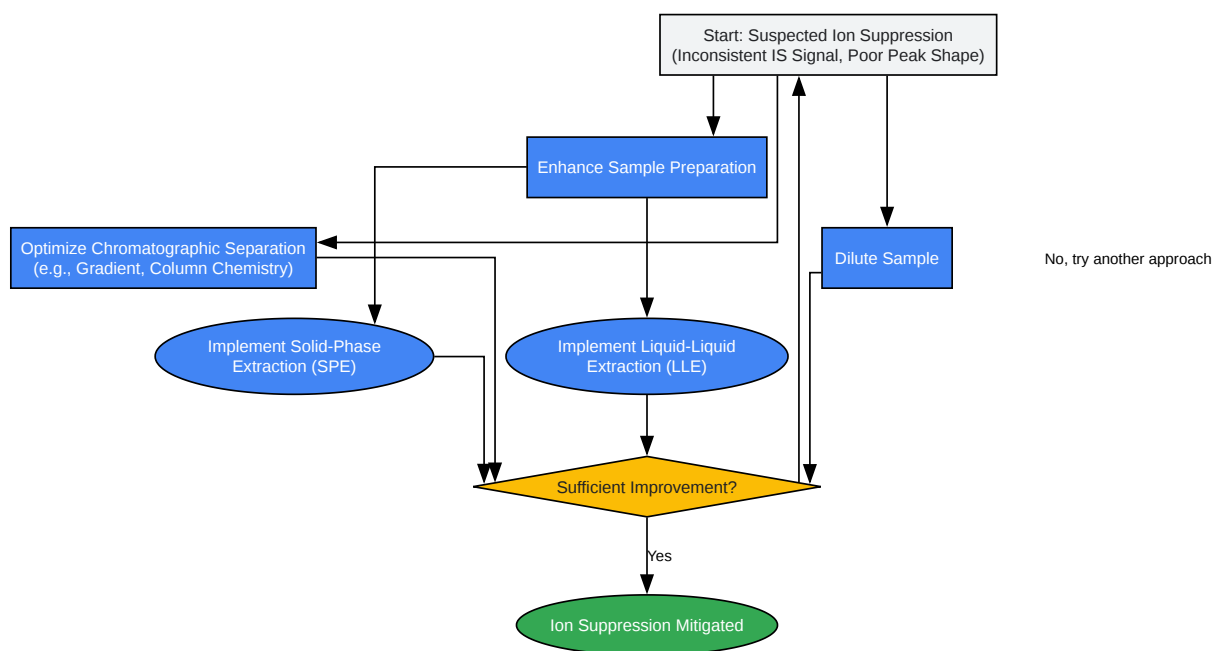 Start: Suspected Ion Suppression
(Inconsistent IS Signal, Poor Peak Shape)
Enhance Sample Preparation
Optimize Chromatographic Separation
(e.g., Gradient, Column Chemistry)
Dilute Sample
No, try another approach
Implement Solid-Phase
Extraction (SPE)
Implement Liquid-Liquid
Extraction (LLE)
Sufficient Improvement?
Yes
Ion Suppression Mitigated